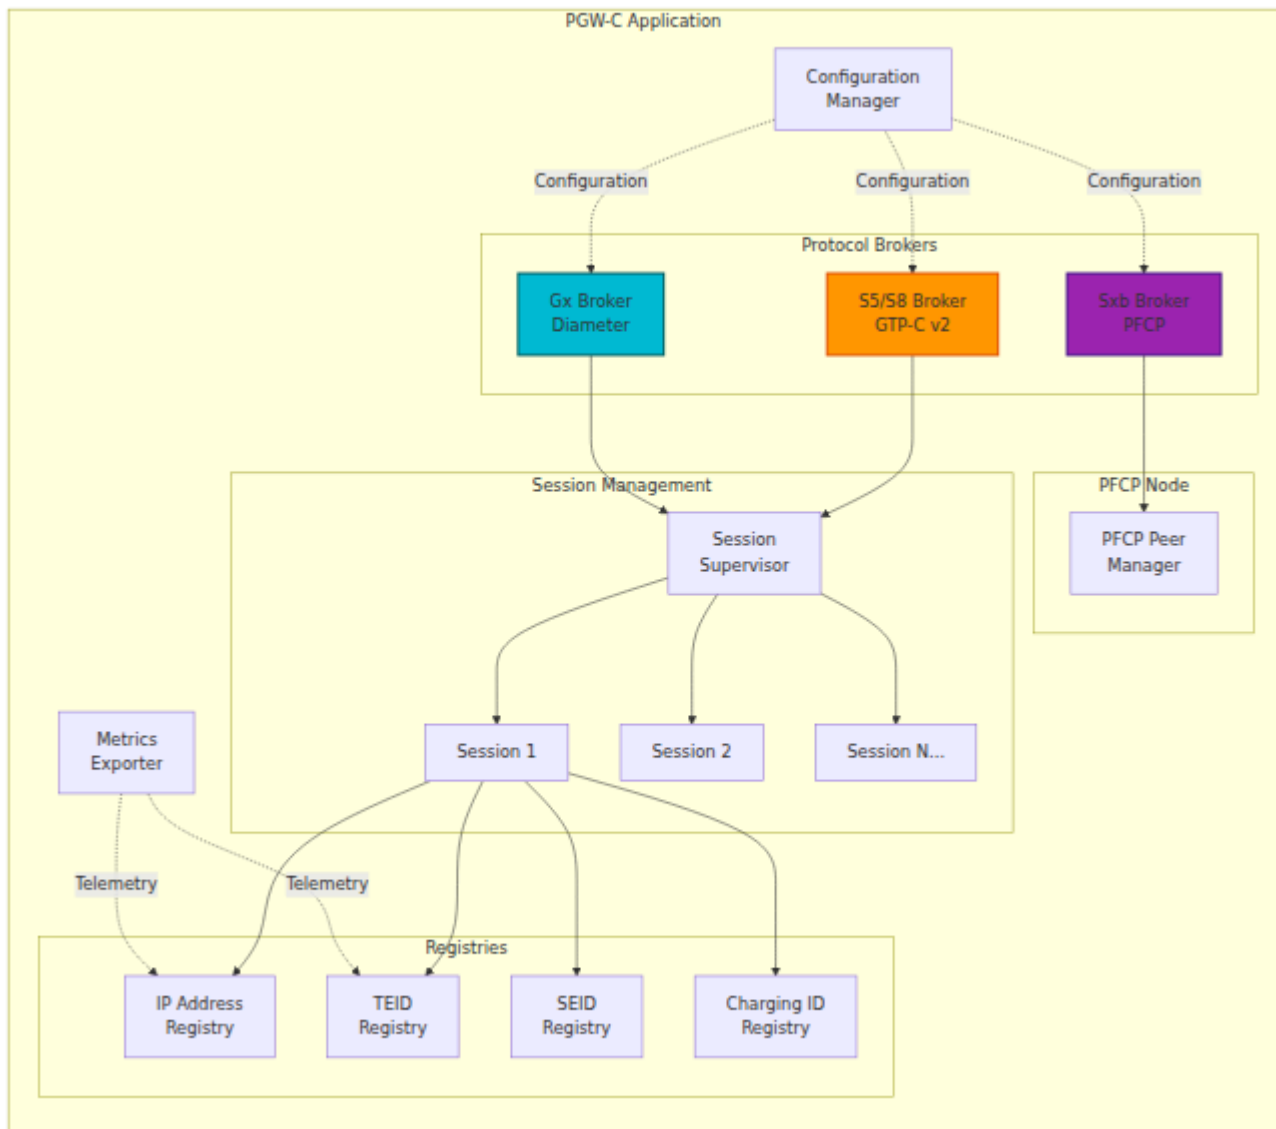 PGW-C Application
Configuration
Manager
Configuration
Configuration
Configuration
Protocol Brokers
Gx Broker
Diameter
S5/S8 Broker
GTP-C v2
Sxb Broker
PFCP
Session Management
PFCP Node
Session
Supervisor
PFCP Peer
Manager
Metrics
Exporter
Session 1
Session 2
Session N...
Telemetry
Telemetry
Registries
IP Address
Registry
TEID
Registry
SEID
Registry
Charging ID
Registry